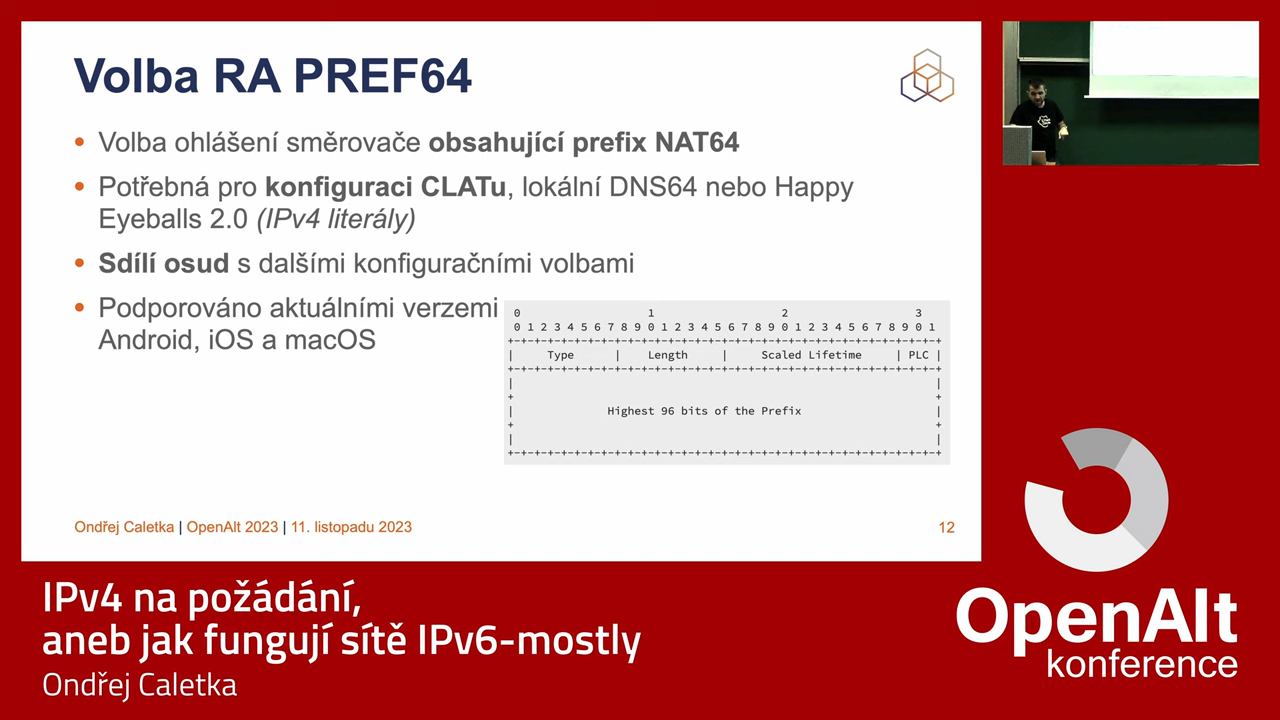 Volba RA PREF64
• Volba ohlášení směrovače obsahující prefix NAT64
• Potřebná pro konfiguraci CLATu, lokální DNS64 nebo Happy
Eyeballs 2.0 (IPv4 literály)
• Sdílí osud s dalšími konfiguračními volbami
• Podporováno aktuálními verzemi
Android, iOS a macOS
0 1 2 3
0 1 2 3 4 5 6 7 8 9 0 1 2 3 4 5 6 7 8 9 0 1 2 3 4 5 6 7 8 9 0 1
+-+-+-+-+-+-+-+-+-+-+-+-+-+-+-+-+-+-+-+-+-+-+-+-+-+-+-+-+-+-+-+-+
| Type | Length | Scaled Lifetime | PLC |
+-+-+-+-+-+-+-+-+-+-+-+-+-+-+-+-+-+-+-+-+-+-+-+-+-+-+-+-+-+-+-+-+
| |
+ +
| Highest 96 bits of the Prefix |
+ +
| |
+-+-+-+-+-+-+-+-+-+-+-+-+-+-+-+-+-+-+-+-+-+-+-+-+-+-+-+-+-+-+-+-+
Ondřej Caletka | OpenAlt 2023 | 11. listopadu 2023
12
IPv4 na požádání,
aneb jak fungují sítě IPv6-mostly
Ondřej Caletka
OpenAlt
konference